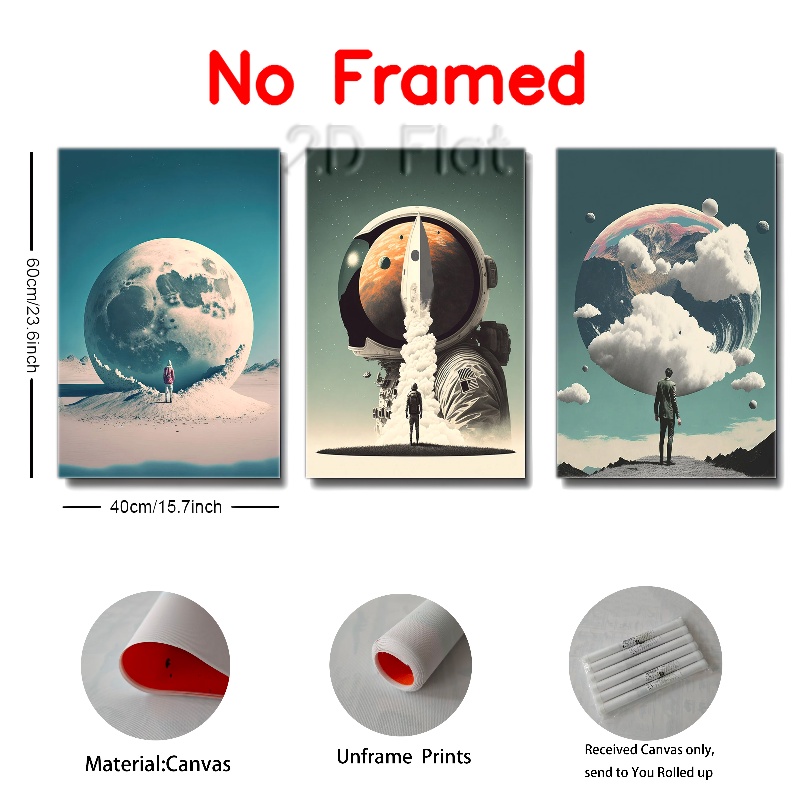 No Framed
2D Flat
60cm/23.6inch
40cm/15.7inch
Material:Canvas
Unframe Prints
Received Canvas only,
send to You Rolled up